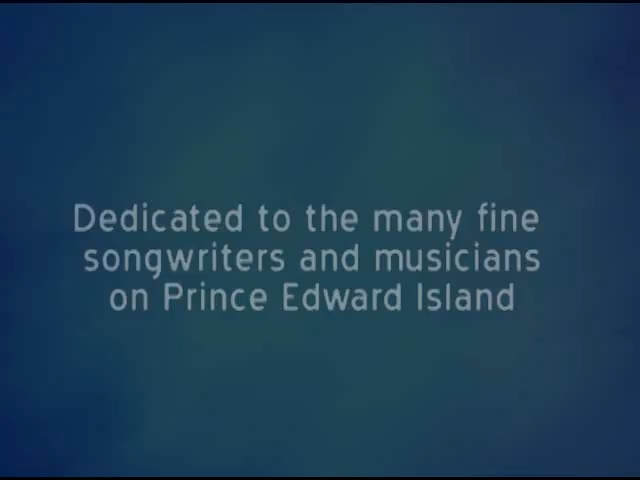 Dedicated to the many fine
songwriters and musicians
on Prince Edward Island